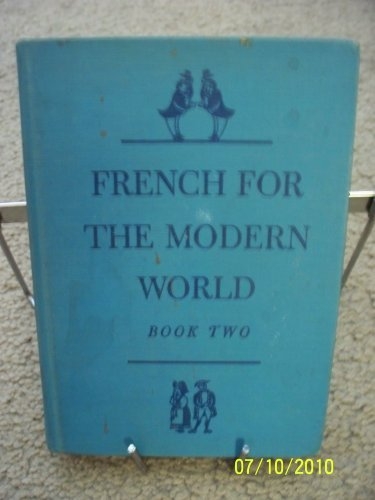 FRENCH FOR
THE MODERN
WORLD
BOOK TWO
07/10/2010